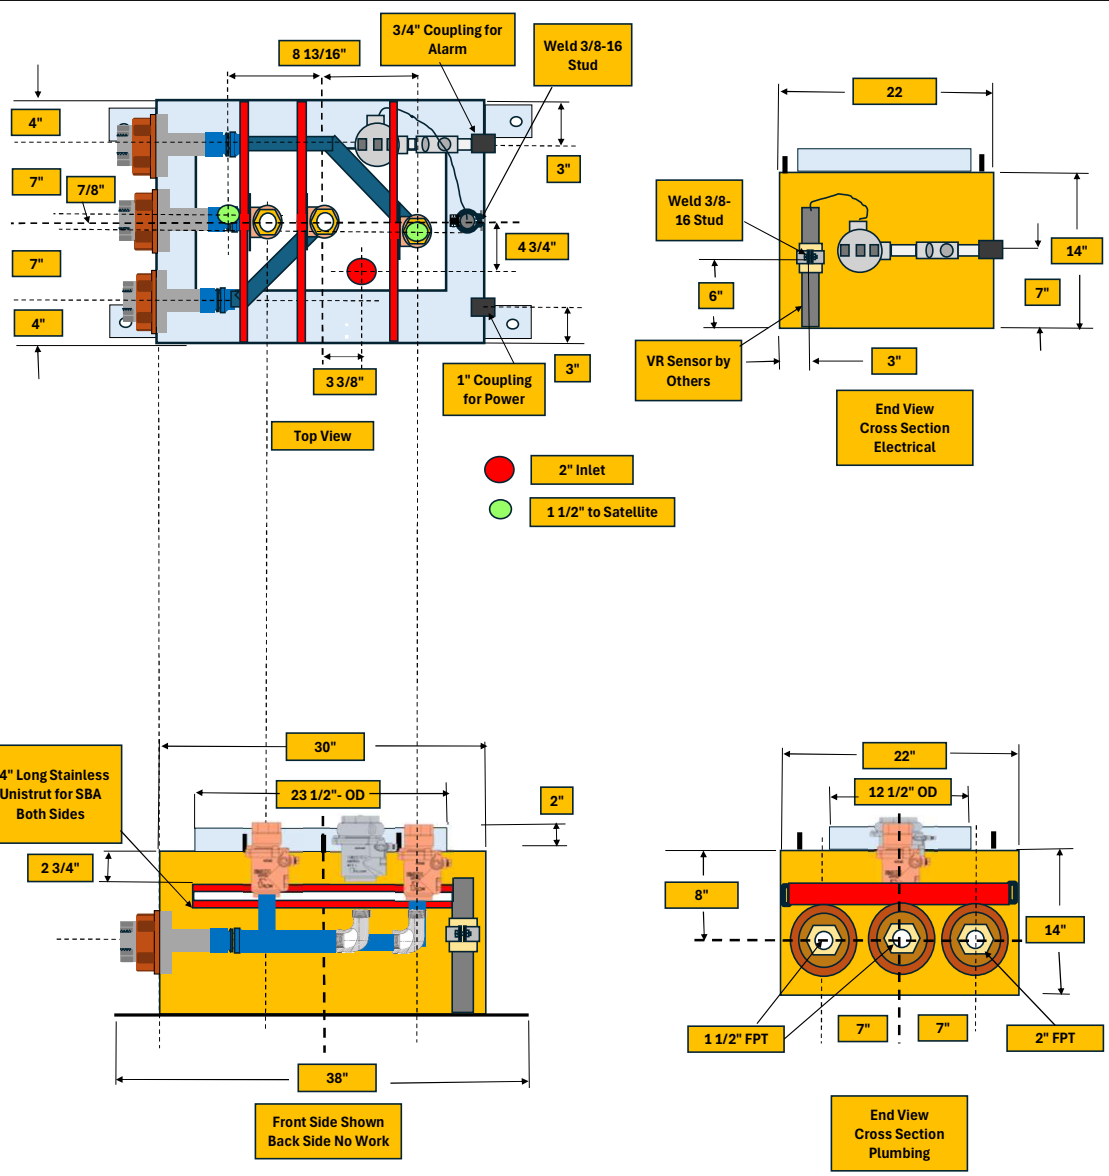 3/4" Coupling for
Alarm
8 13/16"
Weld 3/8-16
Stud
4"
7"
7/8"
7"
4"
3"
4 3/4"
3"
3 3/8"
1" Coupling
for Power
Top View
22
Weld 3/8-
16 Stud
14"
7"
6"
VR Sensor by
Others
3"
End View
Cross Section
Electrical
2" Inlet
1 1/2" to Satellite
30"
4" Long Stainless
Unistrut for SBA
Both Sides
23 1/2"- OD
2"
2 3/4"
38"
Front Side Shown
Back Side No Work
22"
12 1/2" OD
8"
14"
1 1/2" FPT
7"
7"
2" FPT
End View
Cross Section
Plumbing